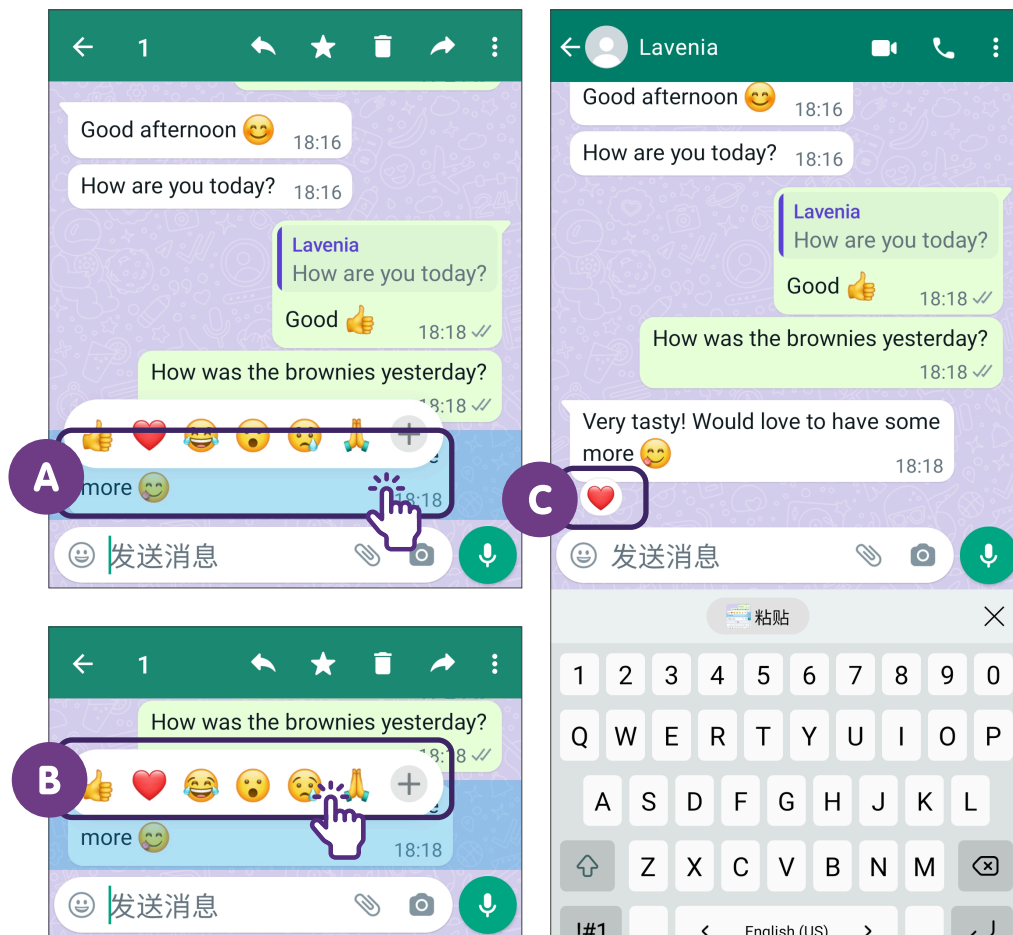 1
Good afternoon 😊 18:16
How are you today? 18:16
Lavenia
How are you today?
Good 👍 18:18
How was the brownies yesterday?
18:18
A
more 😋
18:18
发送消息
1
How was the brownies yesterday?
18:18
B
more 😋
18:18
发送消息
Lavenia
Good afternoon 😊 18:16
How are you today? 18:16
Lavenia
How are you today?
Good 👍 18:18
How was the brownies yesterday?
18:18
Very tasty! Would love to have some
more 😋 18:18
C
发送消息
粘贴
1 2 3 4 5 6 7 8 9 0
Q W E R T Y U I O P
A S D F G H J K L
Z X C V B N M
!#1 English (US)